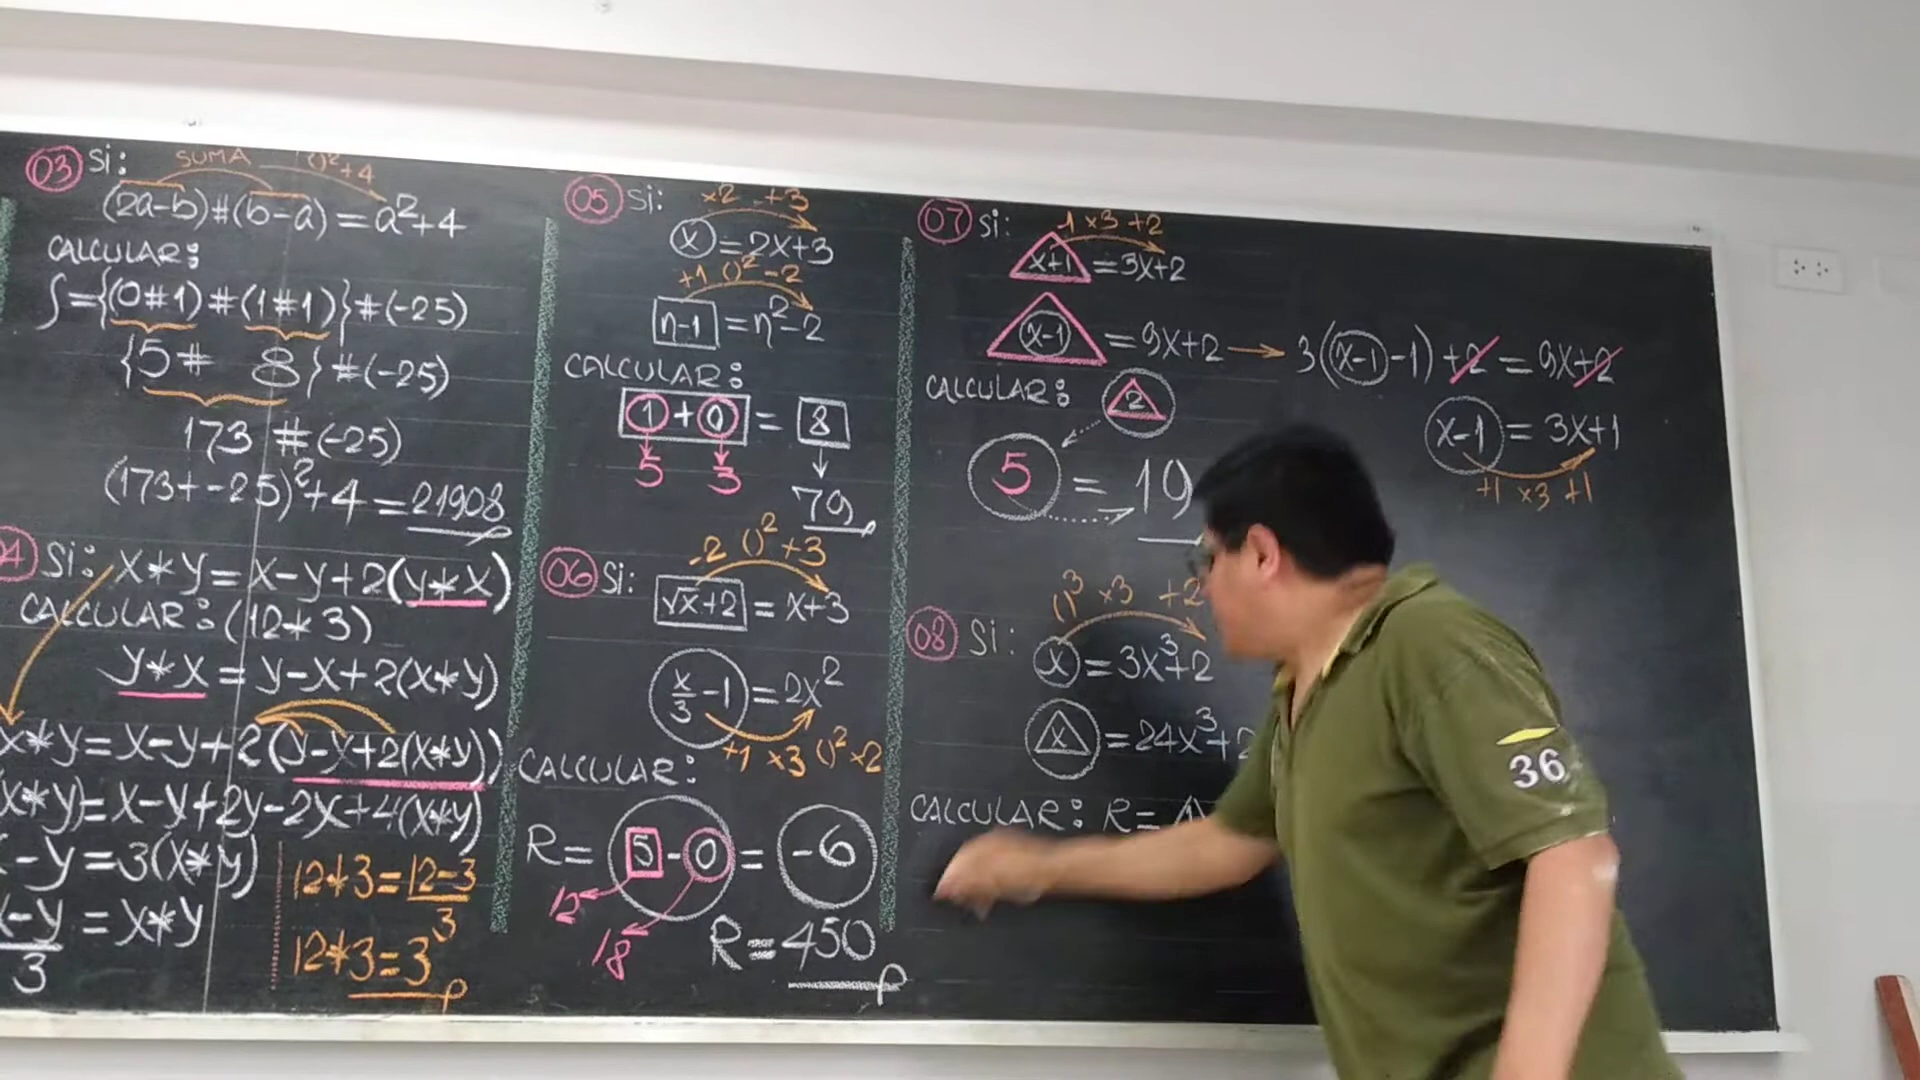 03 Si:
SUMA ()²+4
(2a-b)#(b-a)=a²+4
CALCULAR:
S={(0#1)#(1#1)}#(-25)
{5# 8}#(-25)
173 #(-25)
(173+-25)²+4=21908
04 Si: x*y=x-y+2(y*x)
CALCULAR:(12*3)
y*x=y-x+2(x*y)
x*y=x-y+2(y-x+2(x*y))
x*y)=x-y+2y-2x+4(x*y)
x-y=3(x*y)
x-y/3=x*y
12*3=12-3/3
12*3=3
05 Si:
×2 +3
x=2x+3
+1 ()²-2
n-1=n²-2
CALCULAR:
1+0=8
5 3
79
06 Si:
-2 ()²+3
√x+2=x+3
x/3-1=2x²
+1 ×3 ()² ×2
CALCULAR:
R=5-0=-6
12
18
R=450
07 Si:
-1 ×3 +2
x+1=3x+2
x-1=9x+2→3(x-1-1)+2=9x+2
x-1=3x+1
+1 ×3 +1
CALCULAR: 2
5=19
08 Si:
()³ ×3 +2
x=3x³+2
x=24x³+2
CALCULAR: R=
36